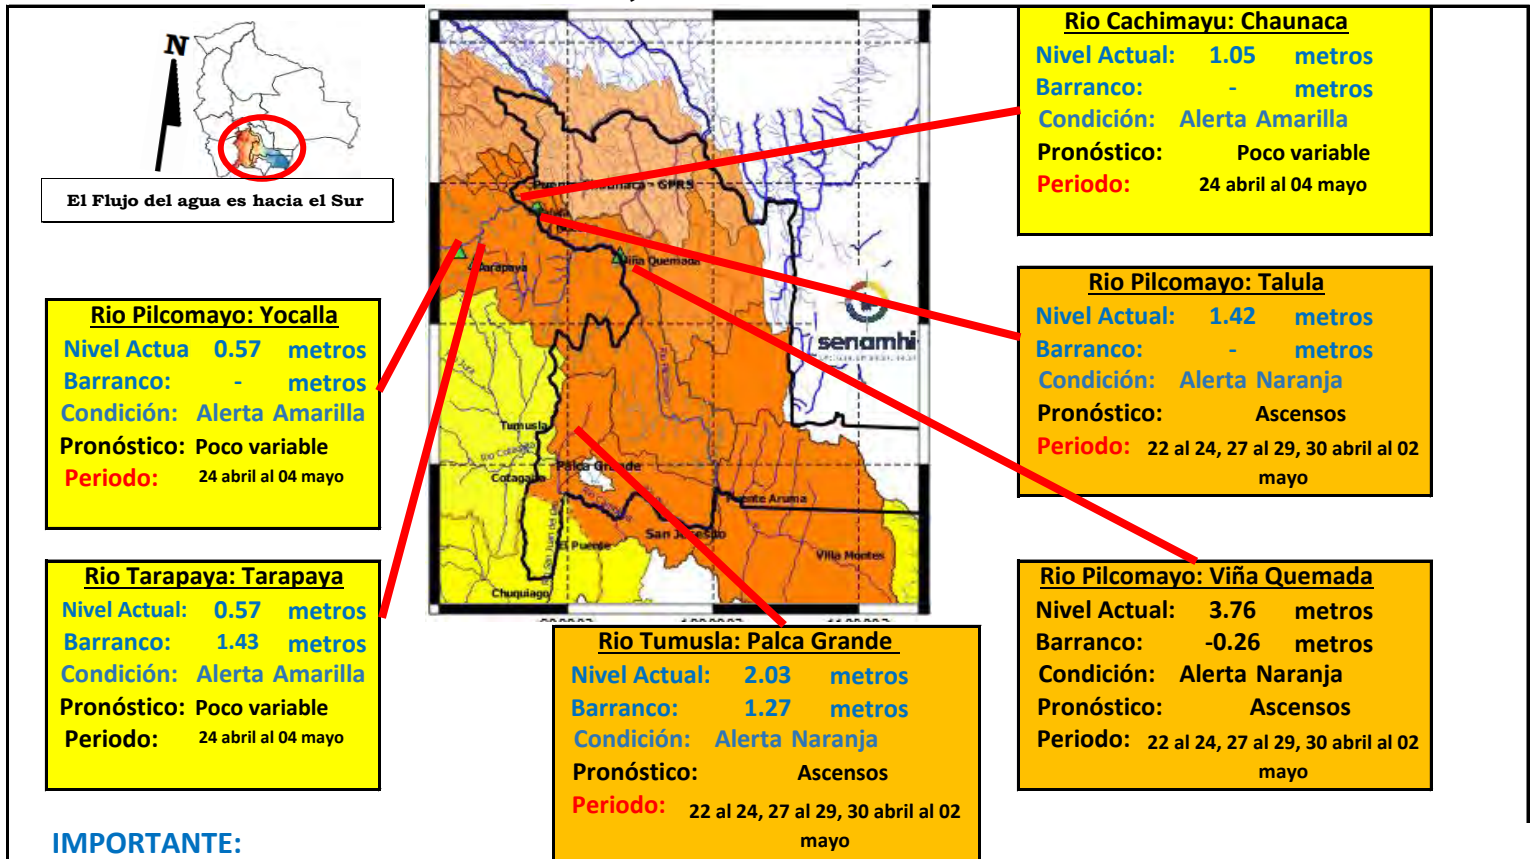 N
El Flujo del agua es hacia el Sur
Rio Cachimayu: Chaunaca
Nivel Actual: 1.05 metros
Barranco: - metros
Condición: Alerta Amarilla
Pronóstico: Poco variable
Periodo: 24 abril al 04 mayo
Rio Pilcomayo: Talula
Nivel Actual: 1.42 metros
Barranco: - metros
Condición: Alerta Naranja
Pronóstico: Ascensos
Periodo: 22 al 24, 27 al 29, 30 abril al 02
mayo
Rio Pilcomayo: Yocalla
Nivel Actua 0.57 metros
Barranco: - metros
Condición: Alerta Amarilla
Pronóstico: Poco variable
Periodo: 24 abril al 04 mayo
Rio Tarapaya: Tarapaya
Nivel Actual: 0.57 metros
Barranco: 1.43 metros
Condición: Alerta Amarilla
Pronóstico: Poco variable
Periodo: 24 abril al 04 mayo
Rio Tumusla: Palca Grande
Nivel Actual: 2.03 metros
Barranco: 1.27 metros
Condición: Alerta Naranja
Pronóstico: Ascensos
Periodo: 22 al 24, 27 al 29, 30 abril al 02
mayo
Rio Pilcomayo: Viña Quemada
Nivel Actual: 3.76 metros
Barranco: -0.26 metros
Condición: Alerta Naranja
Pronóstico: Ascensos
Periodo: 22 al 24, 27 al 29, 30 abril al 02
mayo
Puente Chaunaca - GPRS
Tarapaya
Viña Quemada
senamhi
Tumusla
Rio Cotagaita
Palca Grande
Cotagaita
Puente Aruma
San Josesito
El Puente
Villa Montes
Chuquiago
IMPORTANTE: